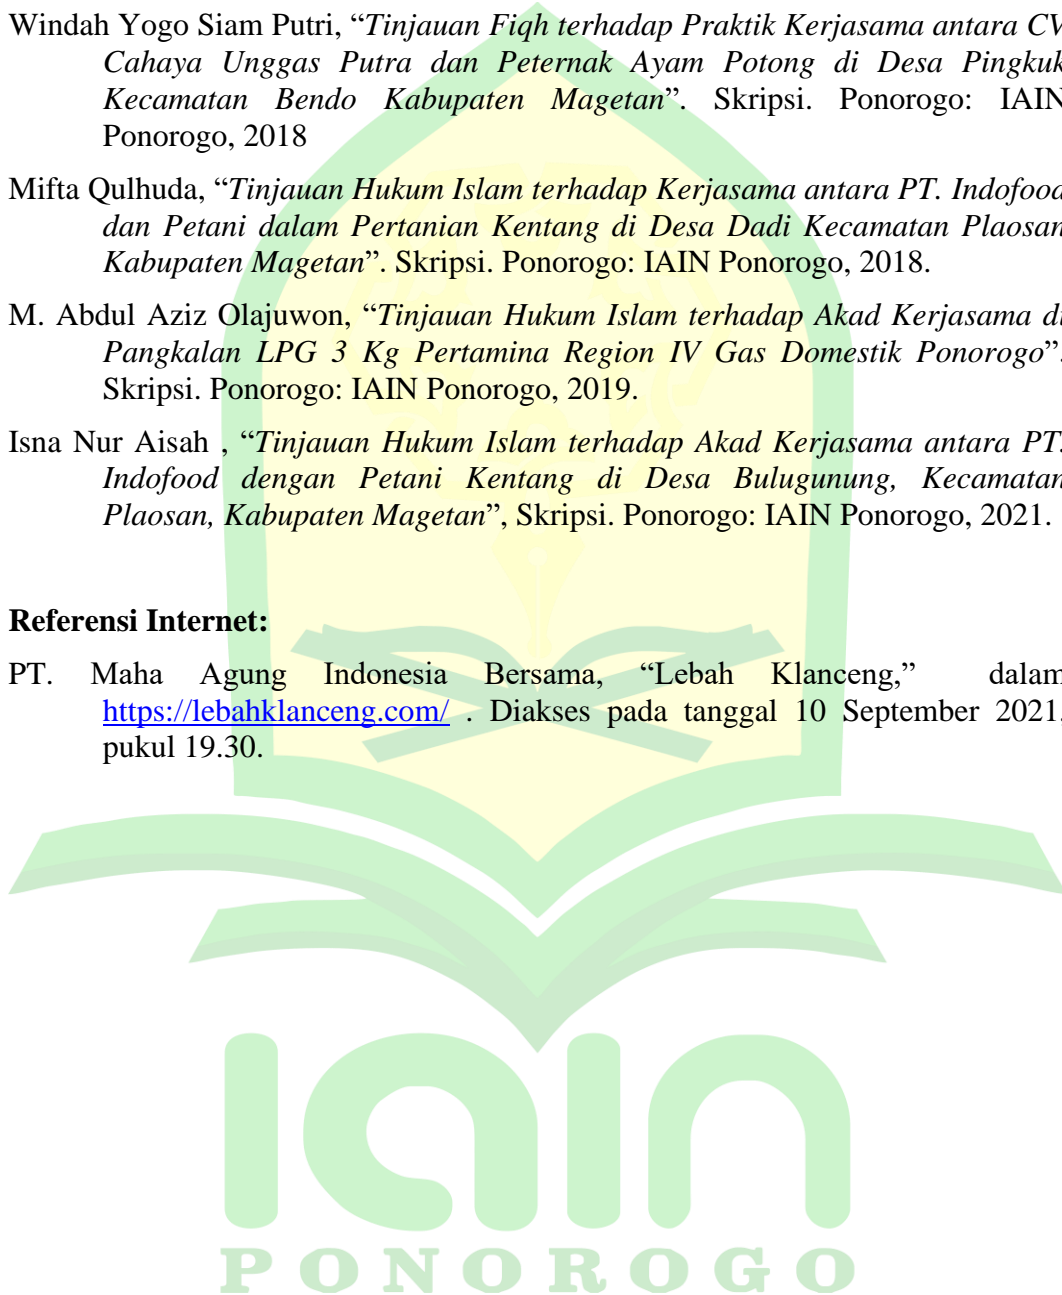 Windah Yogo Siam Putri, “Tinjauan Fiqh terhadap Praktik Kerjasama antara CV
Cahaya Unggas Putra dan Peternak Ayam Potong di Desa Pingkuk
Kecamatan Bendo Kabupaten Magetan”. Skripsi. Ponorogo: IAIN
Ponorogo, 2018
Mifta Qulhuda, “Tinjauan Hukum Islam terhadap Kerjasama antara PT. Indofood
dan Petani dalam Pertanian Kentang di Desa Dadi Kecamatan Plaosan
Kabupaten Magetan”. Skripsi. Ponorogo: IAIN Ponorogo, 2018.
M. Abdul Aziz Olajuwon, “Tinjauan Hukum Islam terhadap Akad Kerjasama di
Pangkalan LPG 3 Kg Pertamina Region IV Gas Domestik Ponorogo”.
Skripsi. Ponorogo: IAIN Ponorogo, 2019.
Isna Nur Aisah , “Tinjauan Hukum Islam terhadap Akad Kerjasama antara PT.
Indofood dengan Petani Kentang di Desa Bulugunung, Kecamatan
Plaosan, Kabupaten Magetan”, Skripsi. Ponorogo: IAIN Ponorogo, 2021.
Referensi Internet:
PT. Maha Agung Indonesia Bersama, “Lebah Klanceng,” dalam
https://lebahklanceng.com/ . Diakses pada tanggal 10 September 2021,
pukul 19.30.
IAIN
PONOROGO